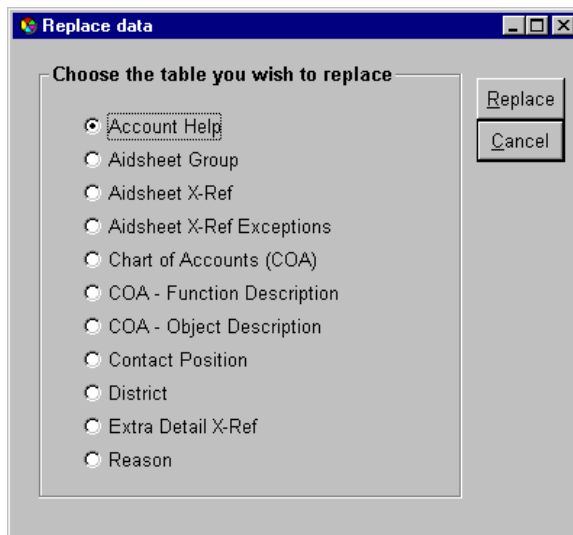 Replace data
Choose the table you wish to replace
Replace
Cancel
Account Help
Aidsheet Group
Aidsheet X-Ref
Aidsheet X-Ref Exceptions
Chart of Accounts (COA)
COA - Function Description
COA - Object Description
Contact Position
District
Extra Detail X-Ref
Reason